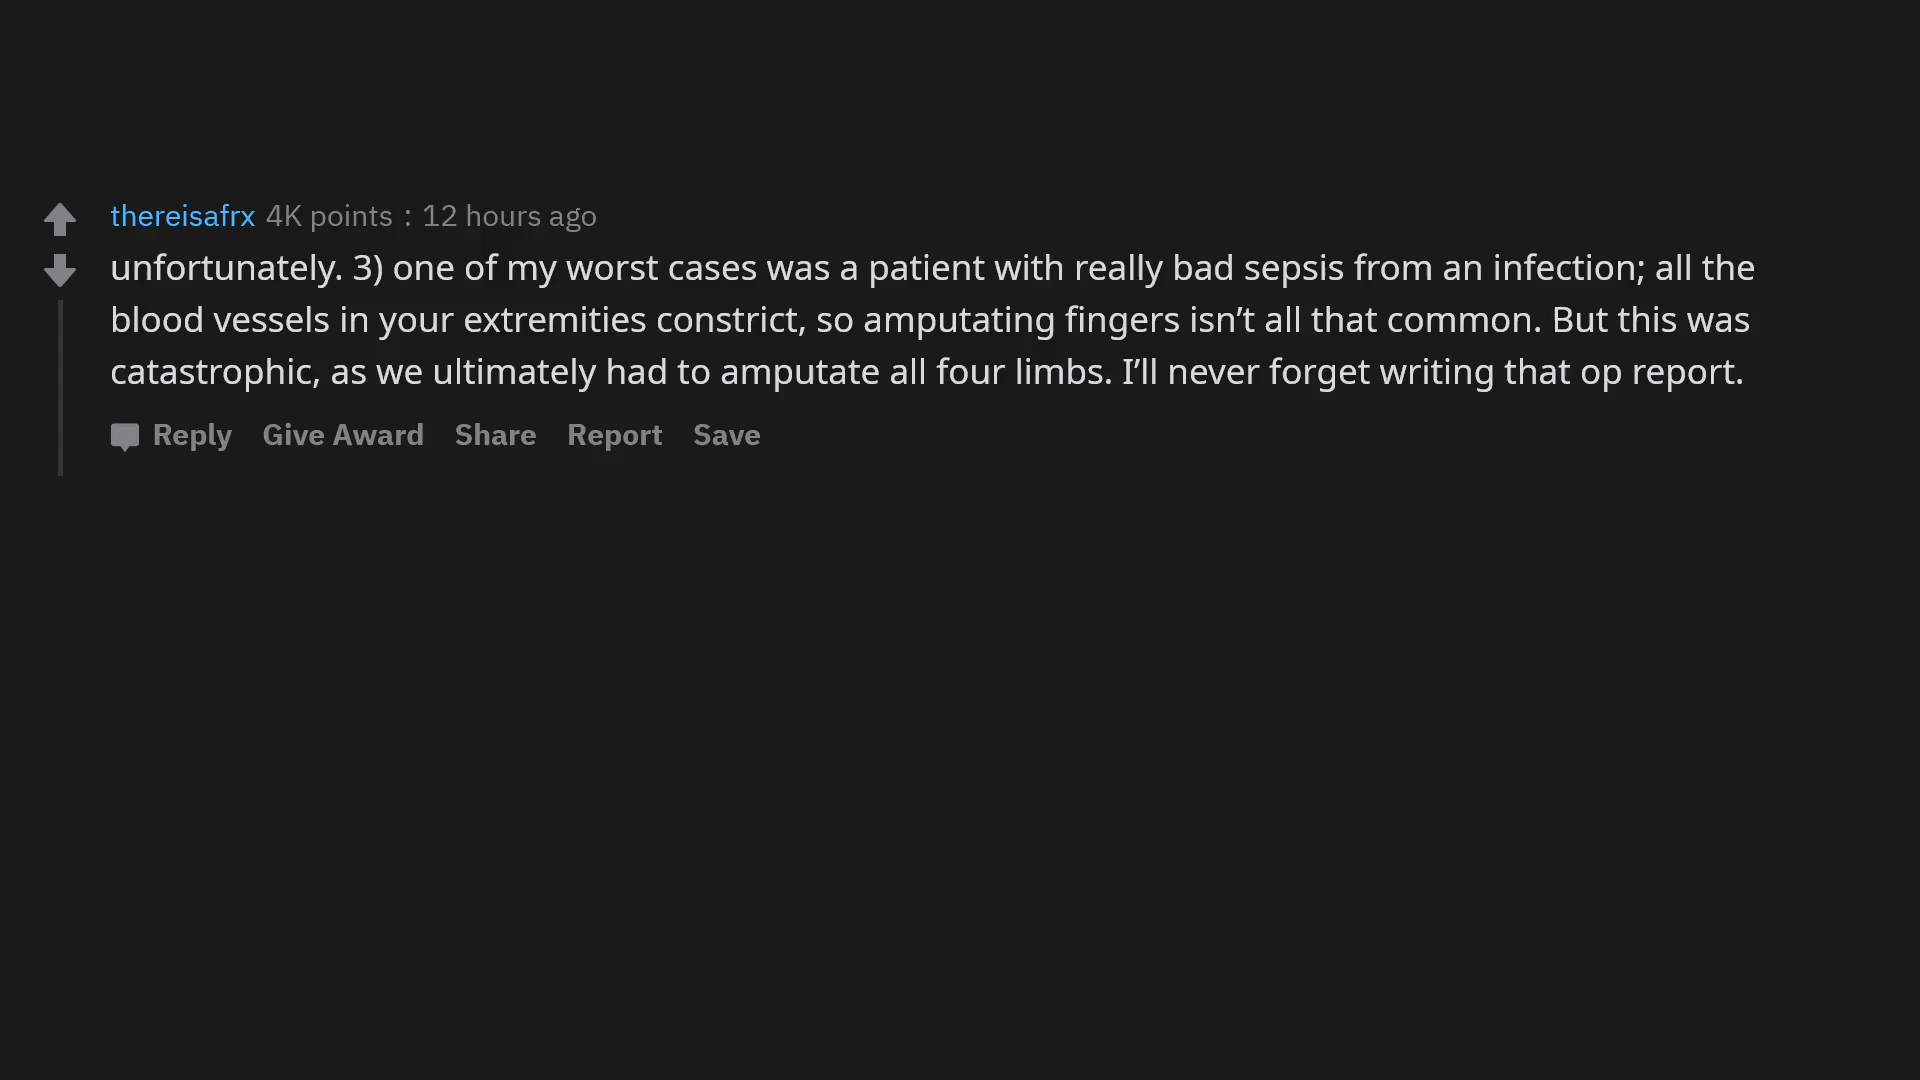 thereisafrx 4K points : 12 hours ago
unfortunately. 3) one of my worst cases was a patient with really bad sepsis from an infection; all the
blood vessels in your extremities constrict, so amputating fingers isn’t all that common. But this was
catastrophic, as we ultimately had to amputate all four limbs. I’ll never forget writing that op report.
Reply Give Award Share Report Save